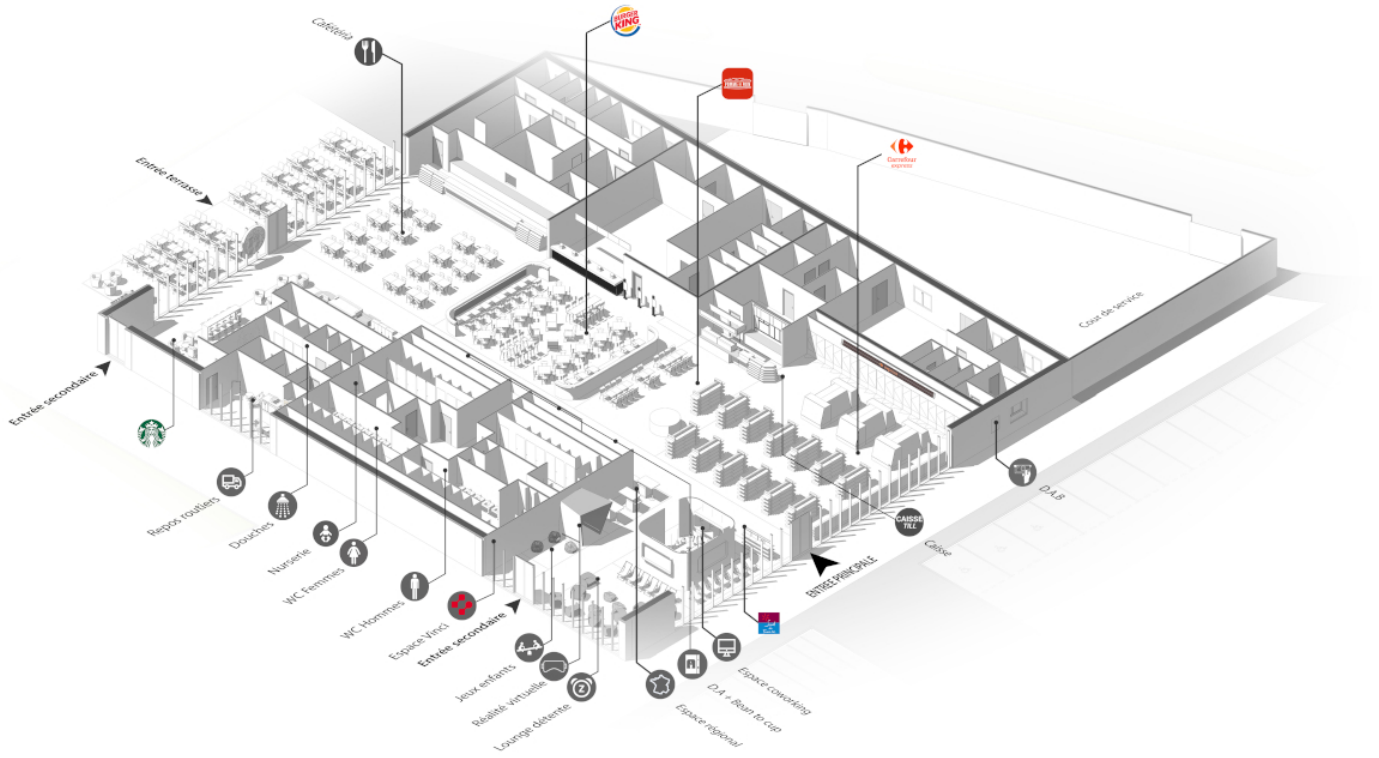 BURGER KING
Cafétéria
Carrefour
express
Entrée terrasse
Cour de service
Entrée secondaire
Repos routiers
Douches
Nurserie
WC Femmes
WC Hommes
Espace Vinci
Entrée secondaire
Jeux enfants
Réalité virtuelle
Z
Lounge détente
Espace régional
D.A + Bean to cup
Espace coworking
ENTREE PRINCIPALE
CAISSE
TILL
Caisse
D.A.B